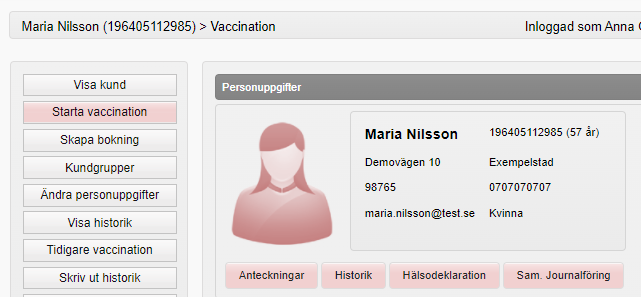 Maria Nilsson (196405112985) > Vaccination
Inloggad som Anna
Visa kund
Starta vaccination
Skapa bokning
Kundgrupper
Ändra personuppgifter
Visa historik
Tidigare vaccination
Skriv ut historik
Personuppgifter
Maria Nilsson 196405112985 (57 år)
Demovägen 10 Exempelstad
98765 0707070707
maria.nilsson@test.se Kvinna
Anteckningar Historik Hälsodeklaration Sam. Journalföring